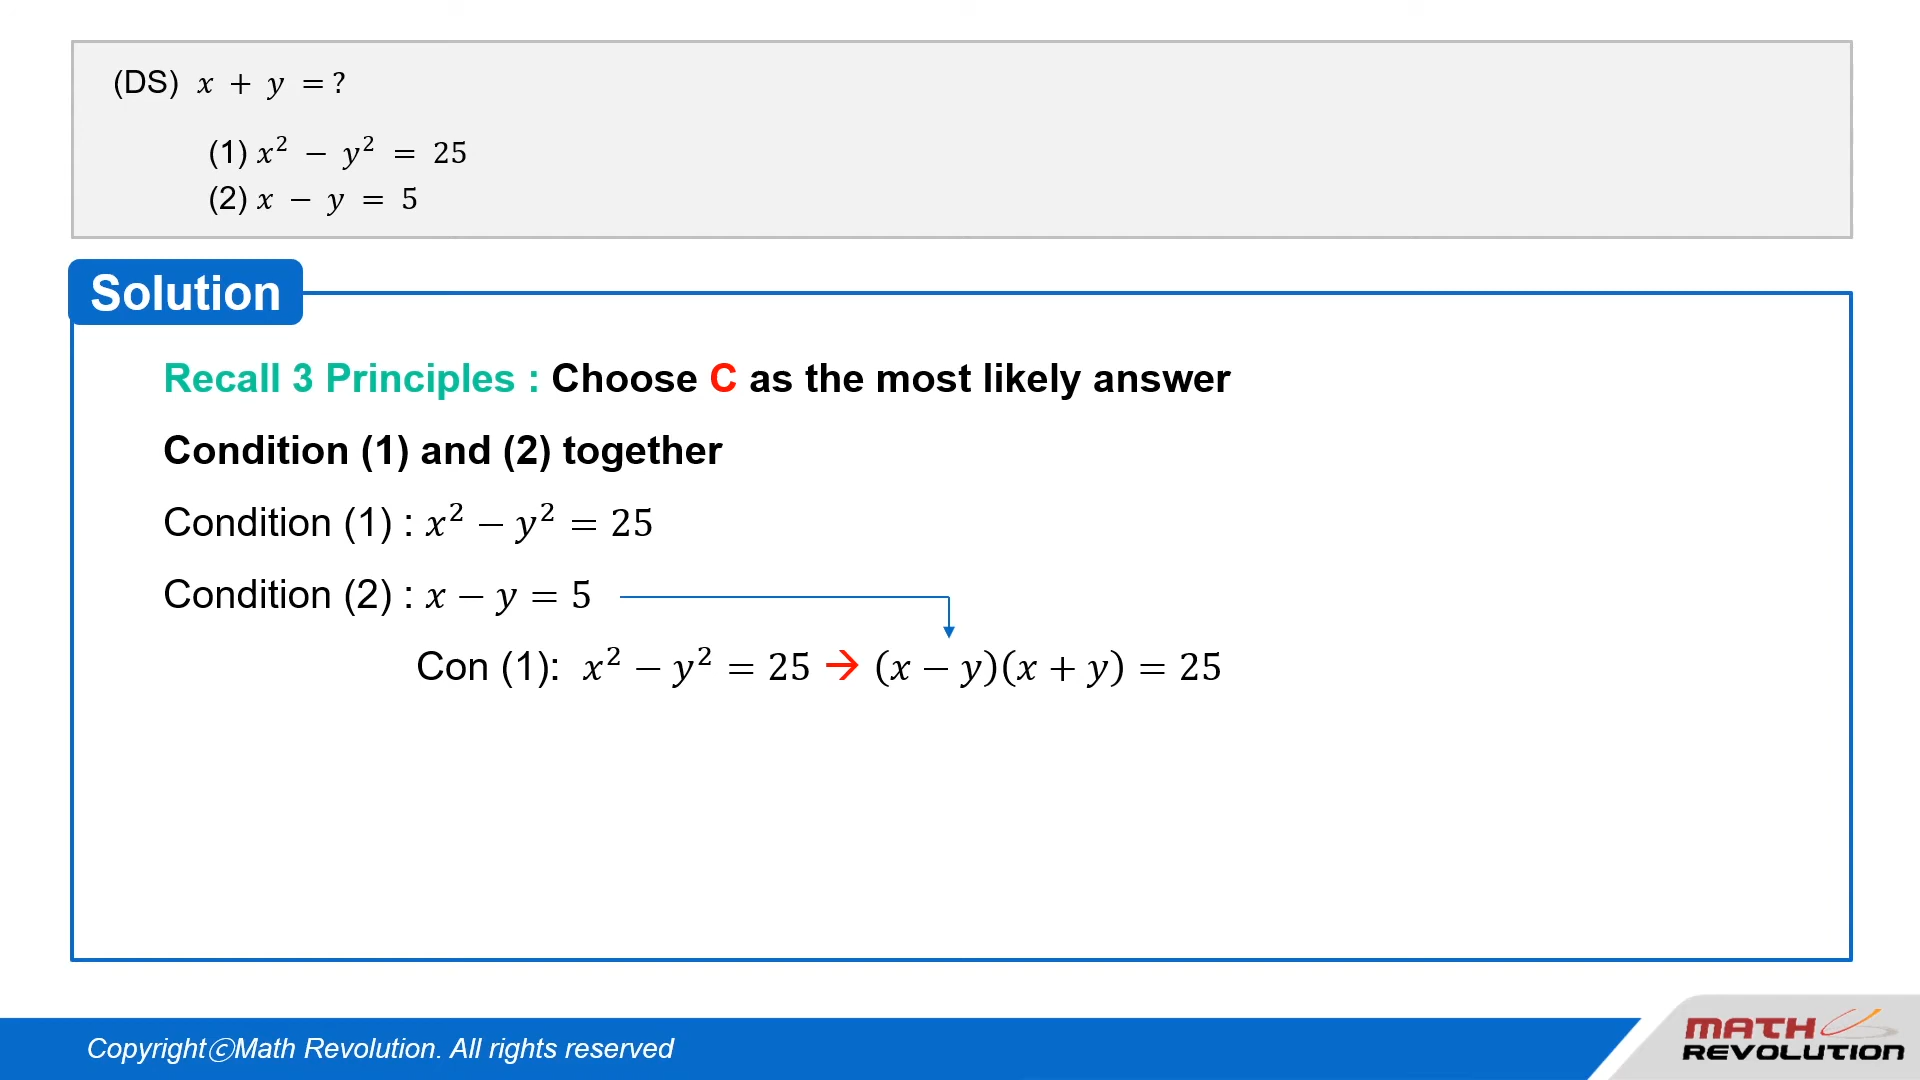 (DS) x + y = ?
(1) x² − y² = 25
(2) x − y = 5
Solution
Recall 3 Principles : Choose C as the most likely answer
Condition (1) and (2) together
Condition (1) : x² − y² = 25
Condition (2) : x − y = 5
Con (1): x² − y² = 25 → (x − y)(x + y) = 25
CopyrightⓒMath Revolution. All rights reserved
MATH
REVOLUTION